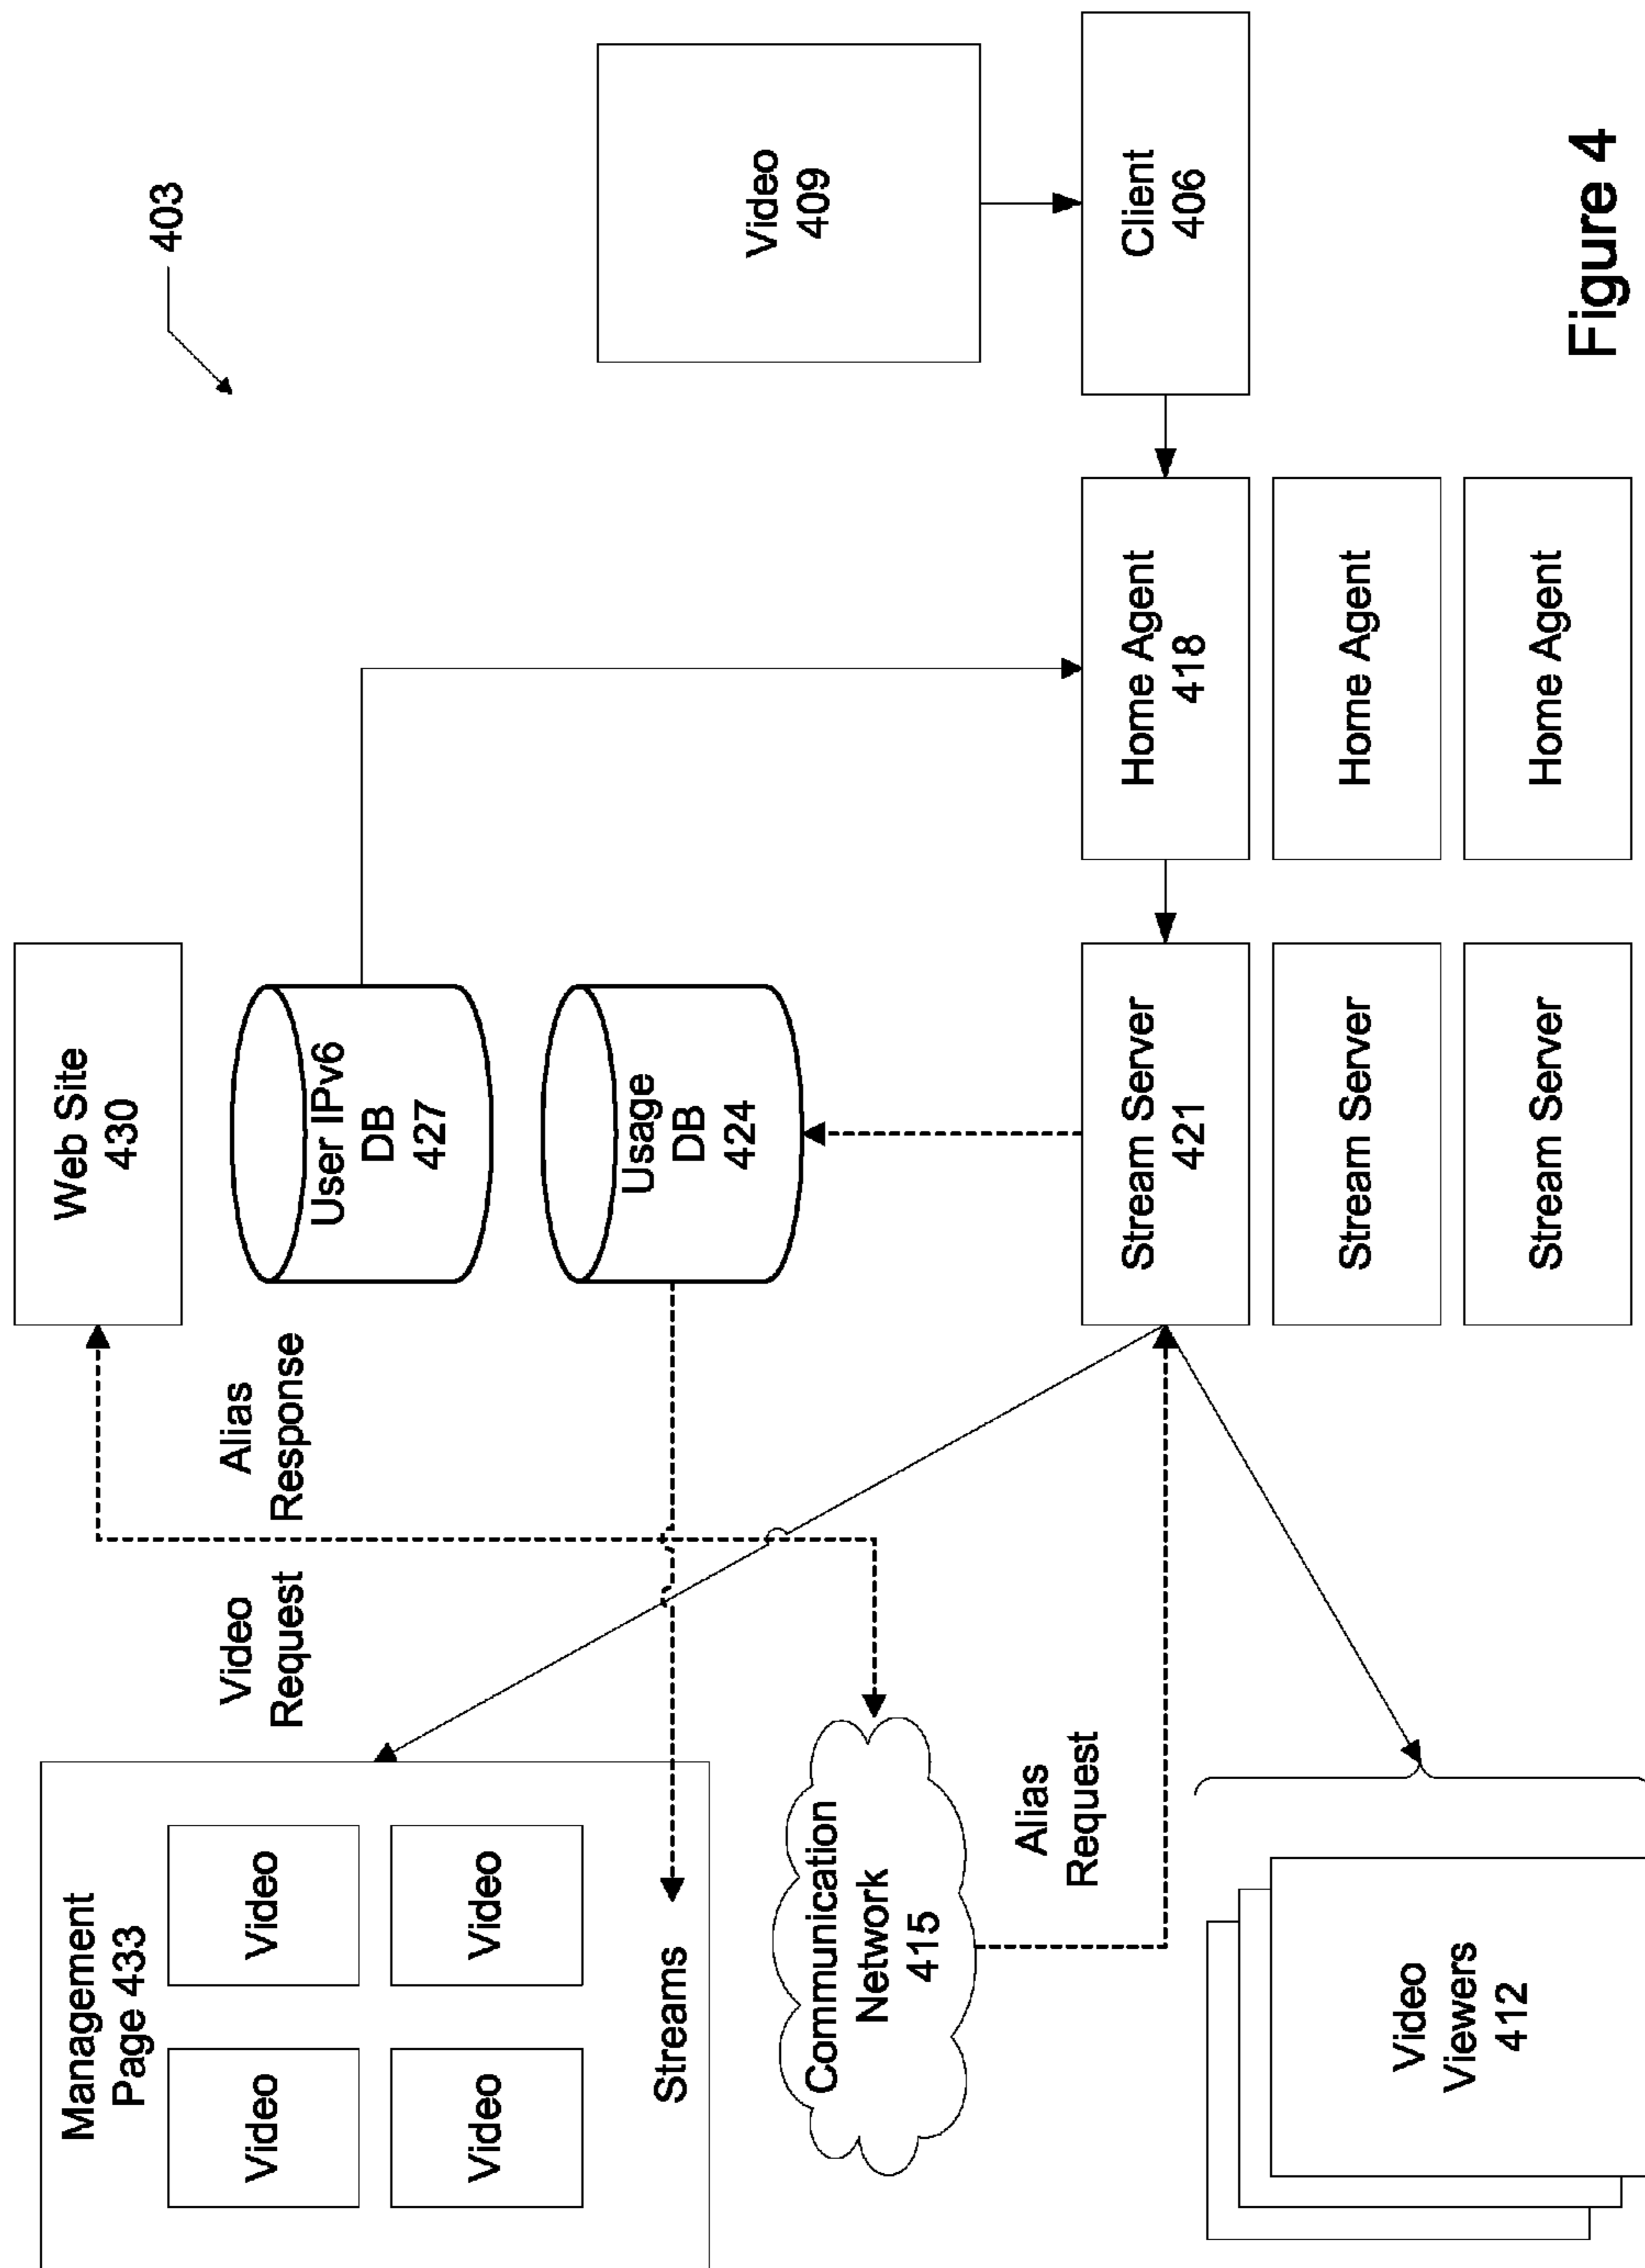 403
Management
Page 433
Video
Video
Video
Video
Streams
Video
Request
Alias
Response
Web Site
430
User IPv6
DB
427
Usage
DB
424
Video
409
Communication
Network
415
Alias
Request
Video
Viewers
412
Stream Server
421
Stream Server
Stream Server
Home Agent
418
Home Agent
Home Agent
Client
406
Figure 4